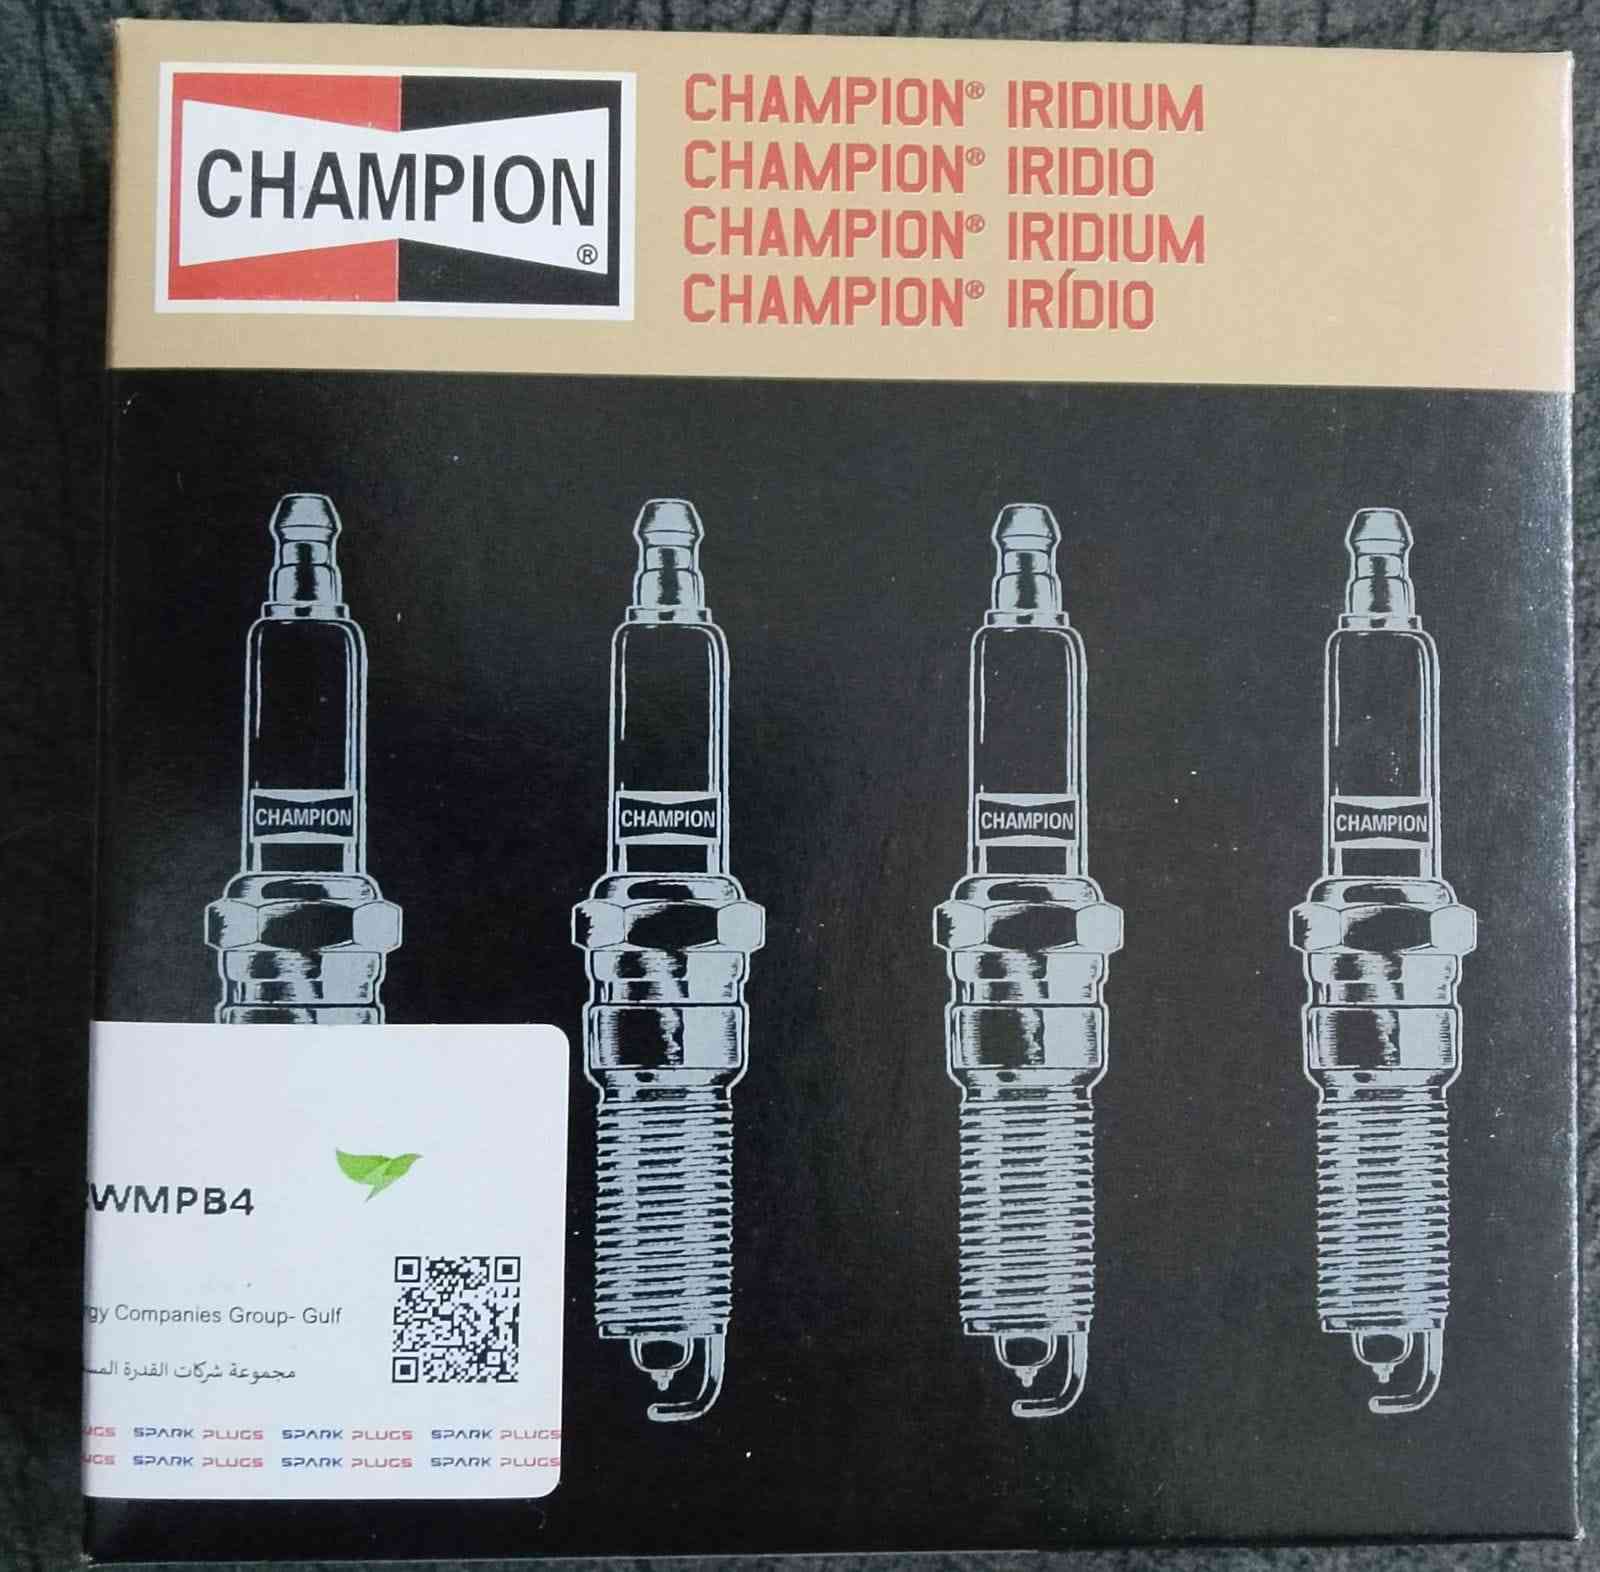 CHAMPION®
CHAMPION® IRIDIUM
CHAMPION® IRIDIO
CHAMPION® IRIDIUM
CHAMPION® IRÍDIO
CHAMPION CHAMPION CHAMPION CHAMPION
WMPB4
Companies Group- Gulf
مجموعة شركات القدرة
SPARK PLUGS SPARK PLUGS SPARK PLUGS
SPARK PLUGS SPARK PLUGS SPARK PLUGS